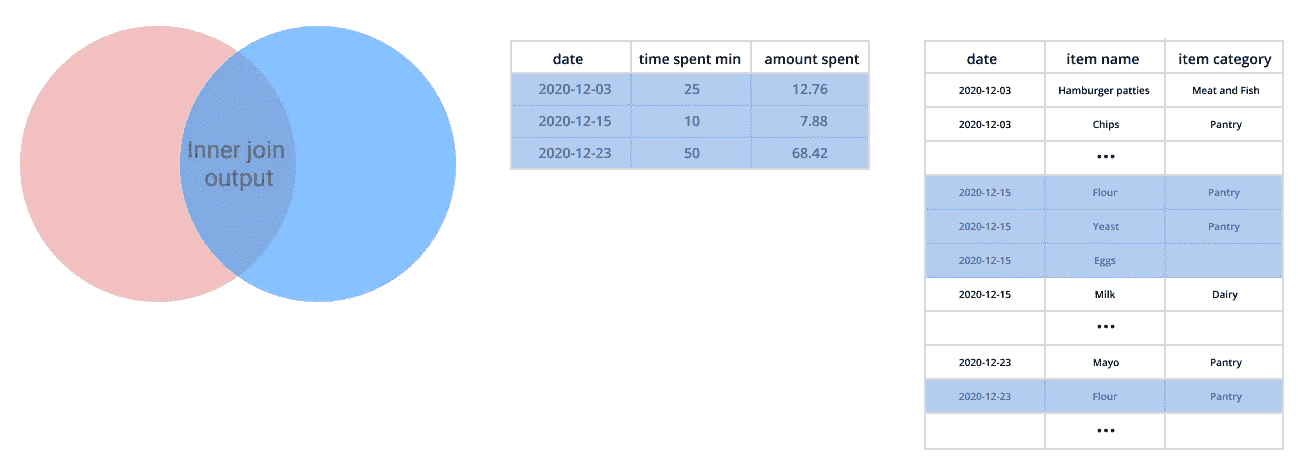 Inner join
output
date time spent min amount spent
2020-12-03 25 12.76
2020-12-15 10 7.88
2020-12-23 50 68.42
date item name item category
2020-12-03 Hamburger patties Meat and Fish
2020-12-03 Chips Pantry
•••
2020-12-15 Flour Pantry
2020-12-15 Yeast Pantry
2020-12-15 Eggs
2020-12-15 Milk Dairy
•••
2020-12-23 Mayo Pantry
2020-12-23 Flour Pantry
•••